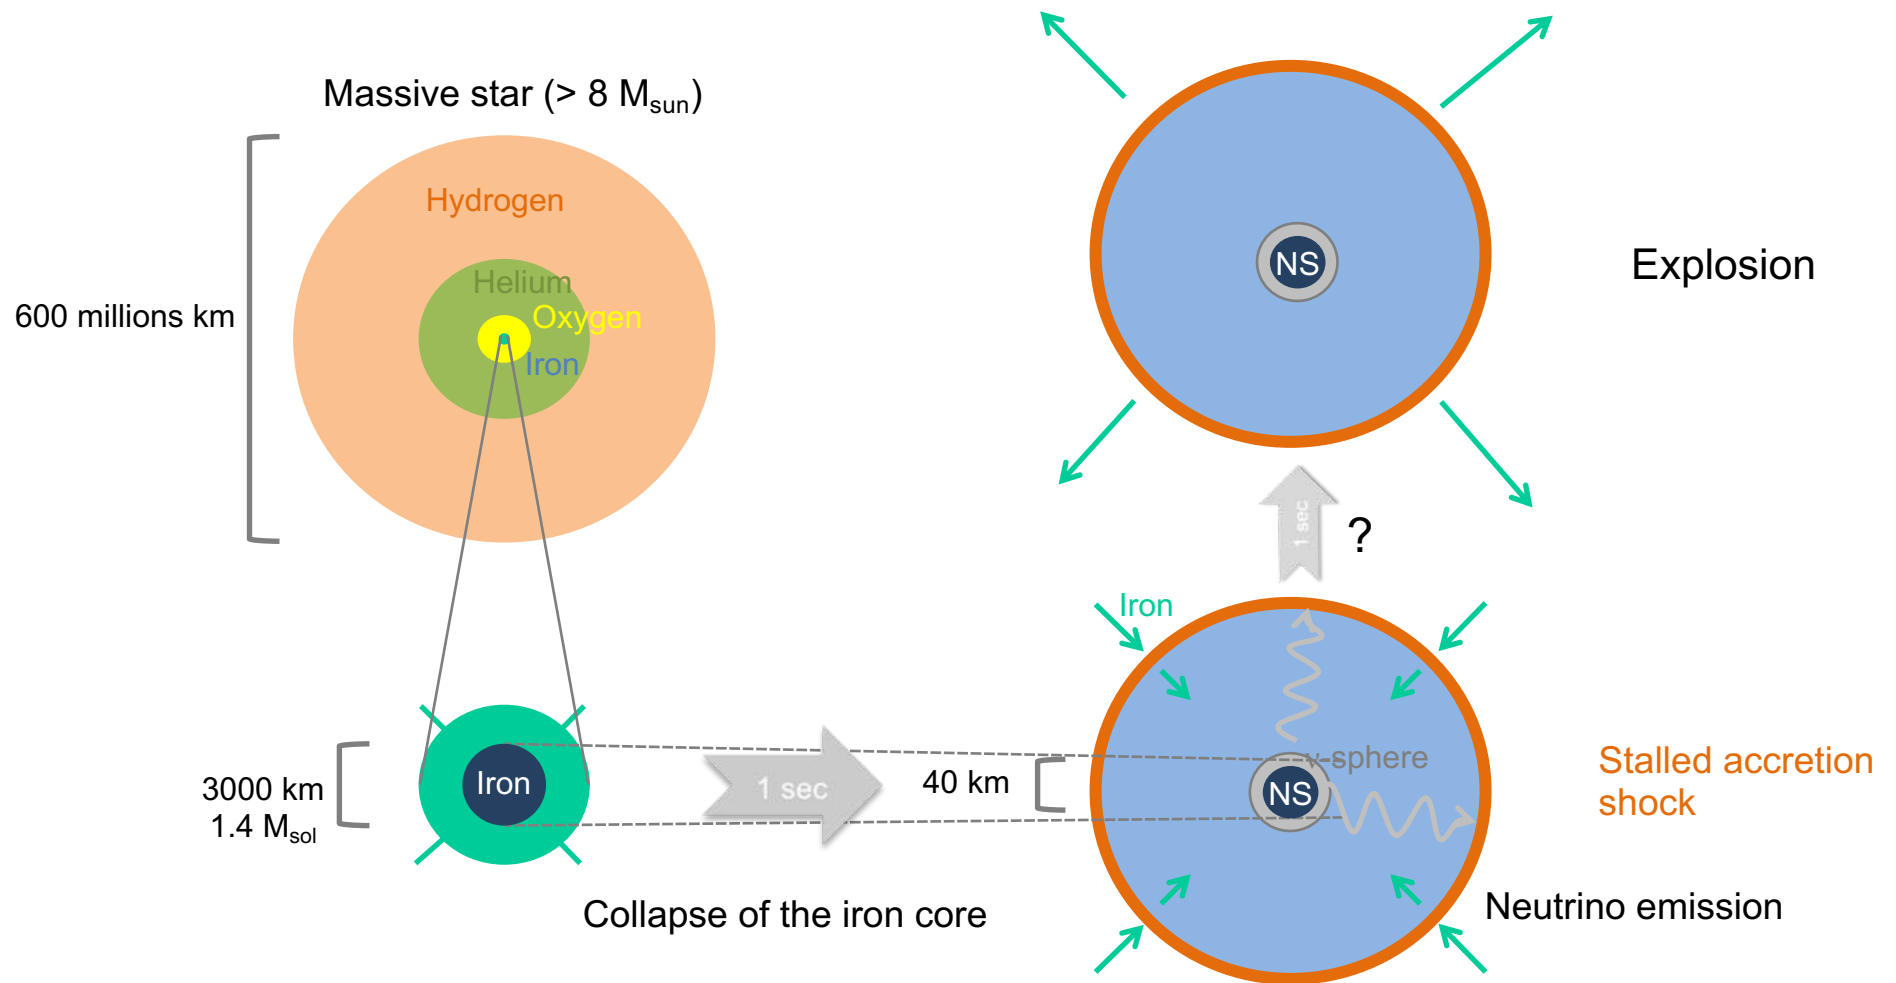 Massive star (> 8 Msun)
Hydrogen
Helium
Oxygen
Iron
600 millions km
Iron
3000 km
1.4 Msol
1 sec
Collapse of the iron core
40 km
NS
Explosion
1 sec
?
Iron
ν-sphere
NS
Stalled accretion
shock
Neutrino emission